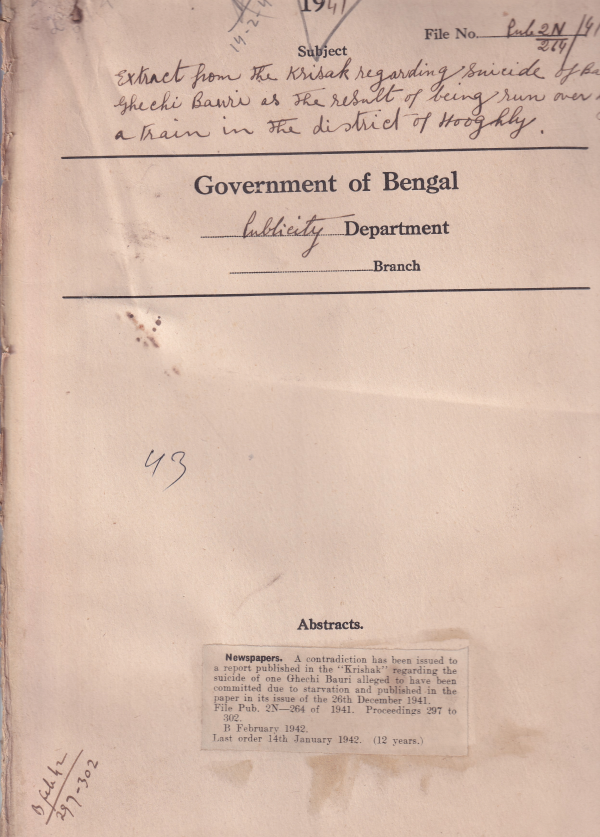 1941
14-2-4
File No. Pub 2N/264/41
Subject
Extract from the Krisak regarding suicide of
Ghechi Bauri as the result of being run over
a train in the district of Hooghly.
Government of Bengal
Publicity Department
Branch
43
Abstracts.
Newspapers. A contradiction has been issued to
a report published in the "Krishak" regarding the
suicide of one Ghechi Bauri alleged to have been
committed due to starvation and published in the
paper in its issue of the 26th December 1941.
File Pub. 2N—264 of 1941. Proceedings 297 to
302.
B February 1942.
Last order 14th January 1942. (12 years.)
B Feb 42
297-302